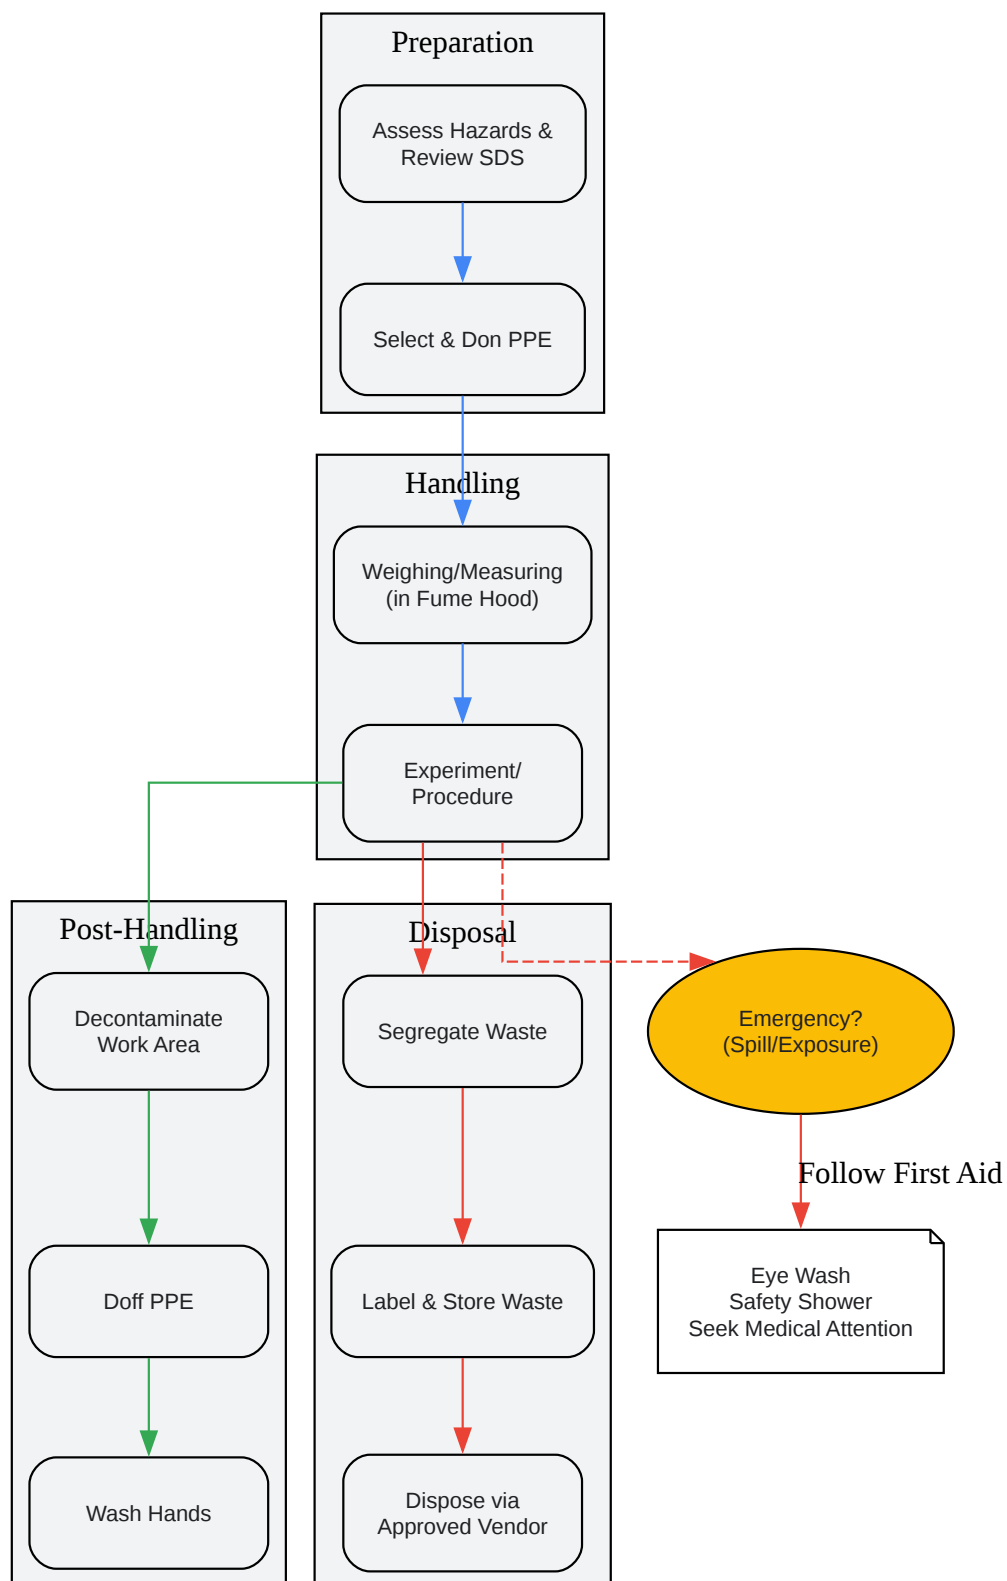 Preparation
Assess Hazards &
Review SDS
Select & Don PPE
Handling
Weighing/Measuring
(in Fume Hood)
Experiment/
Procedure
Post-Handling
Decontaminate
Work Area
Doff PPE
Wash Hands
Disposal
Segregate Waste
Label & Store Waste
Dispose via
Approved Vendor
Emergency?
(Spill/Exposure)
Follow First Aid
Eye Wash
Safety Shower
Seek Medical Attention